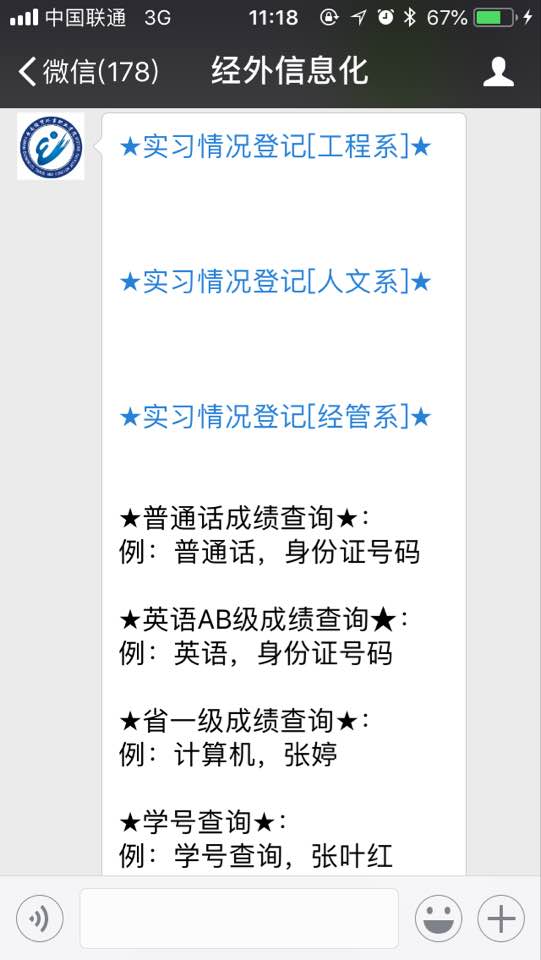 中国联通 3G 11:18 67%
微信(178) 经外信息化
★实习情况登记[工程系]★
★实习情况登记[人文系]★
★实习情况登记[经管系]★
★普通话成绩查询★：
例：普通话，身份证号码
★英语AB级成绩查询★：
例：英语，身份证号码
★省一级成绩查询★：
例：计算机，张婷
★学号查询★：
例：学号查询，张叶红